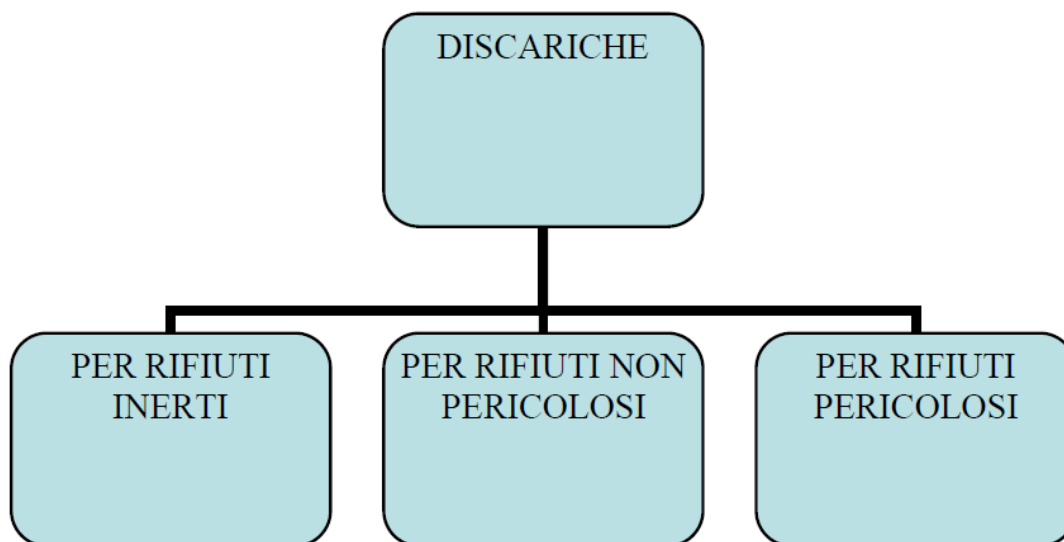 DISCARICHE
PER RIFIUTI
INERTI
PER RIFIUTI NON
PERICOLOSI
PER RIFIUTI
PERICOLOSI